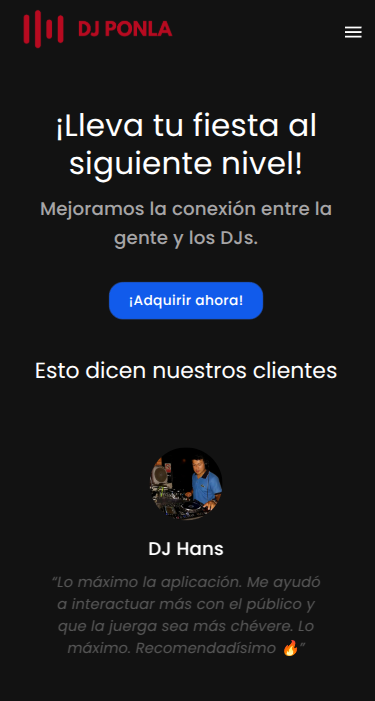 DJ PONLA
¡Lleva tu fiesta al
siguiente nivel!
Mejoramos la conexión entre la
gente y los DJs.
¡Adquirir ahora!
Esto dicen nuestros clientes
DJ Hans
“Lo máximo la aplicación. Me ayudó
a interactuar más con el público y
que la juerga sea más chévere. Lo
máximo. Recomendadísimo 🔥”